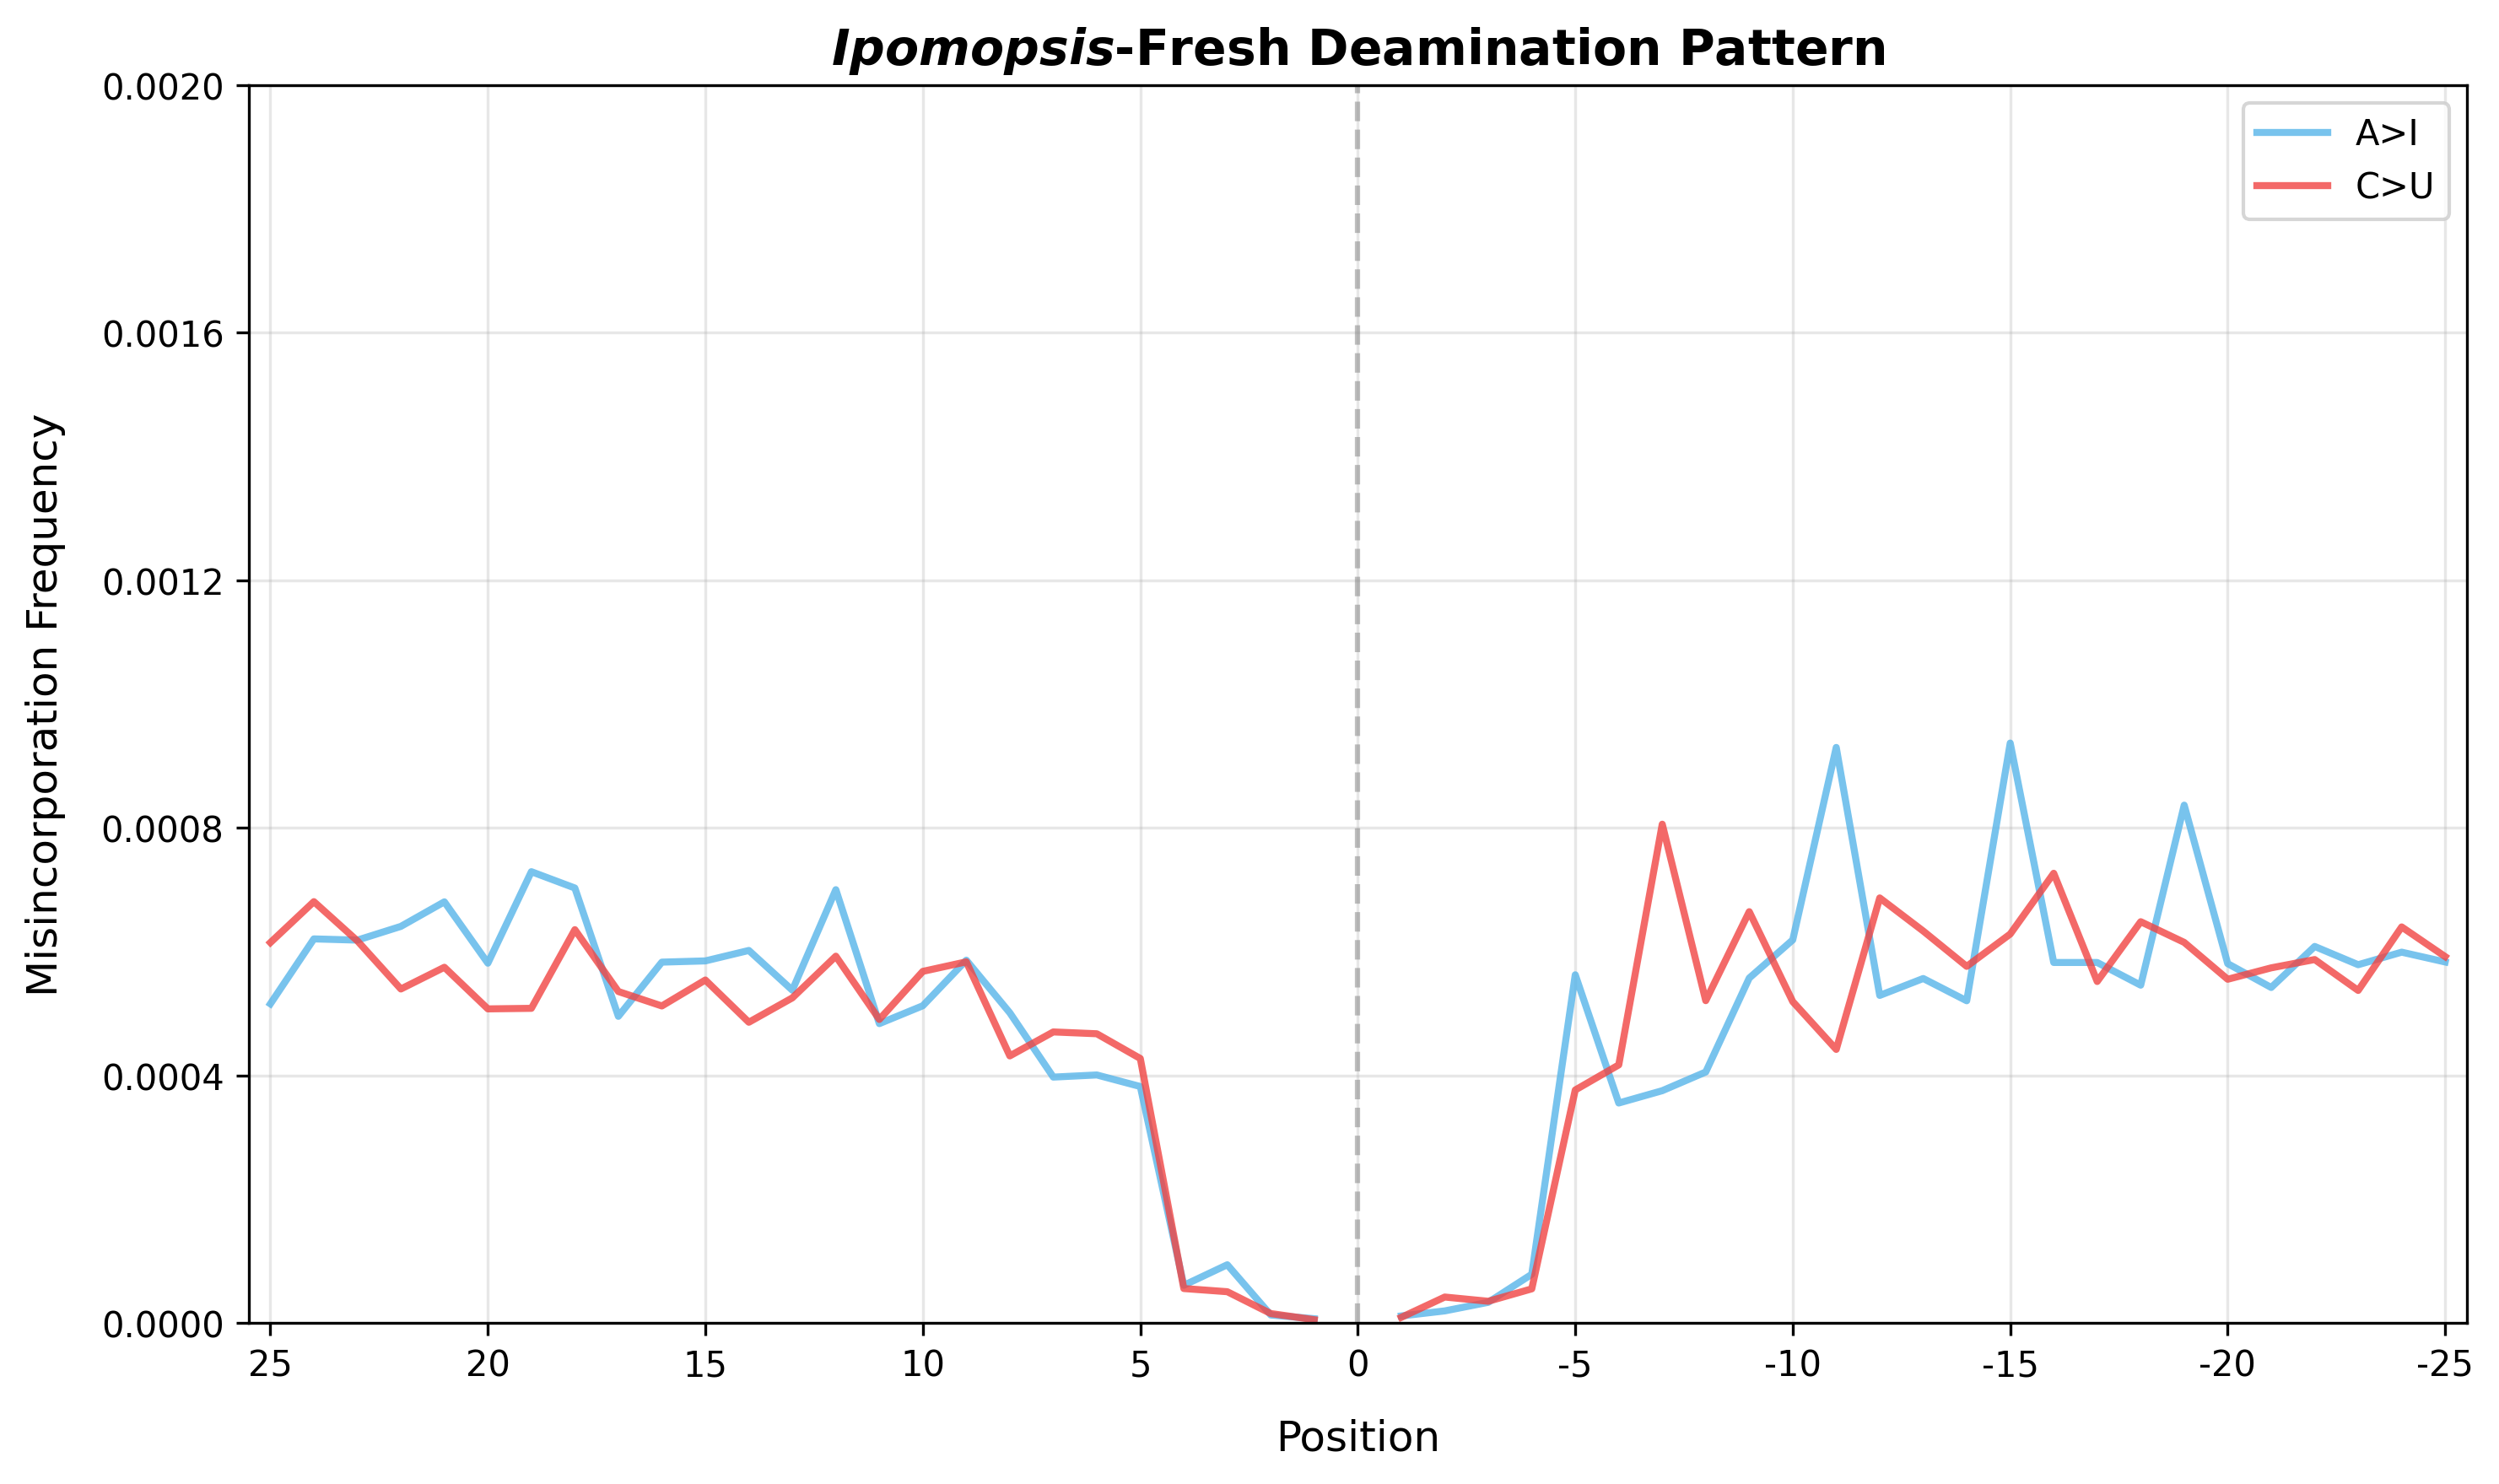 Ipomopsis-Fresh Deamination Pattern
A>I
C>U
Misincorporation Frequency
0.0020
0.0016
0.0012
0.0008
0.0004
0.0000
25 20 15 10 5 0 -5 -10 -15 -20 -25
Position